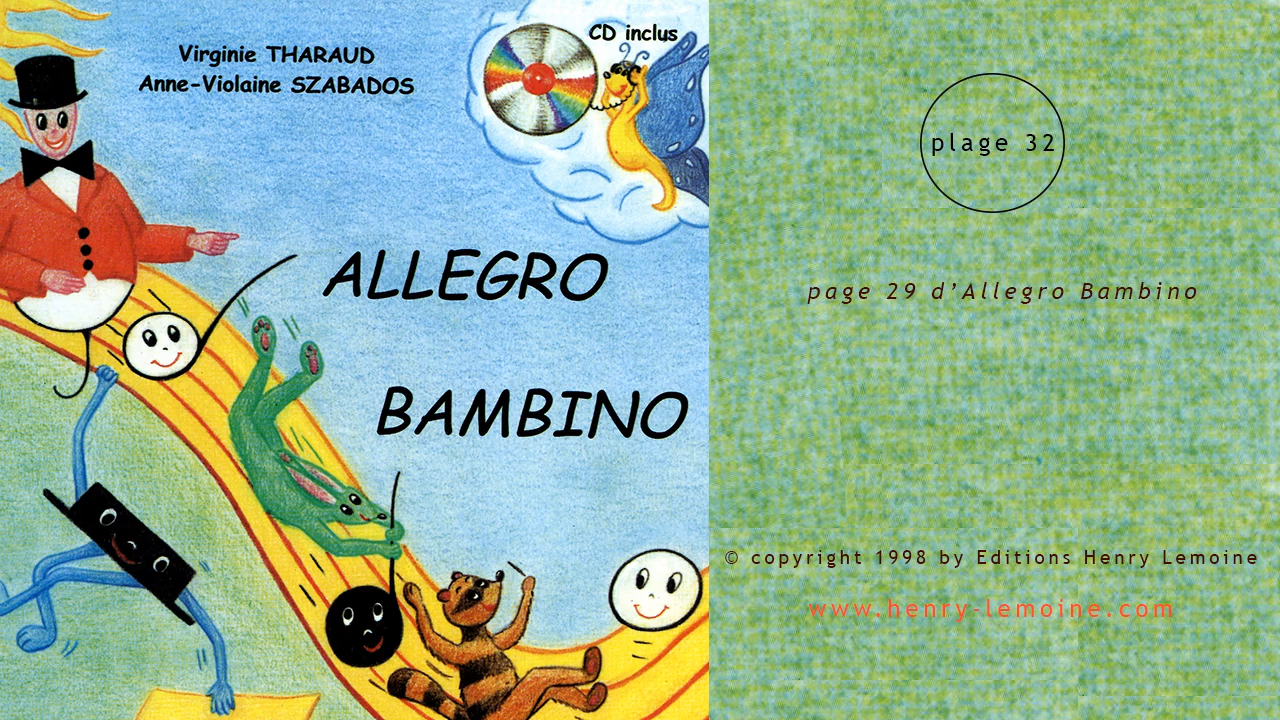 Virginie THARAUD
Anne-Violaine SZABADOS
CD inclus
ALLEGRO
BAMBINO
plage 32
page 29 d’Allegro Bambino
© copyright 1998 by Editions Henry Lemoine
www.henry-lemoine.com